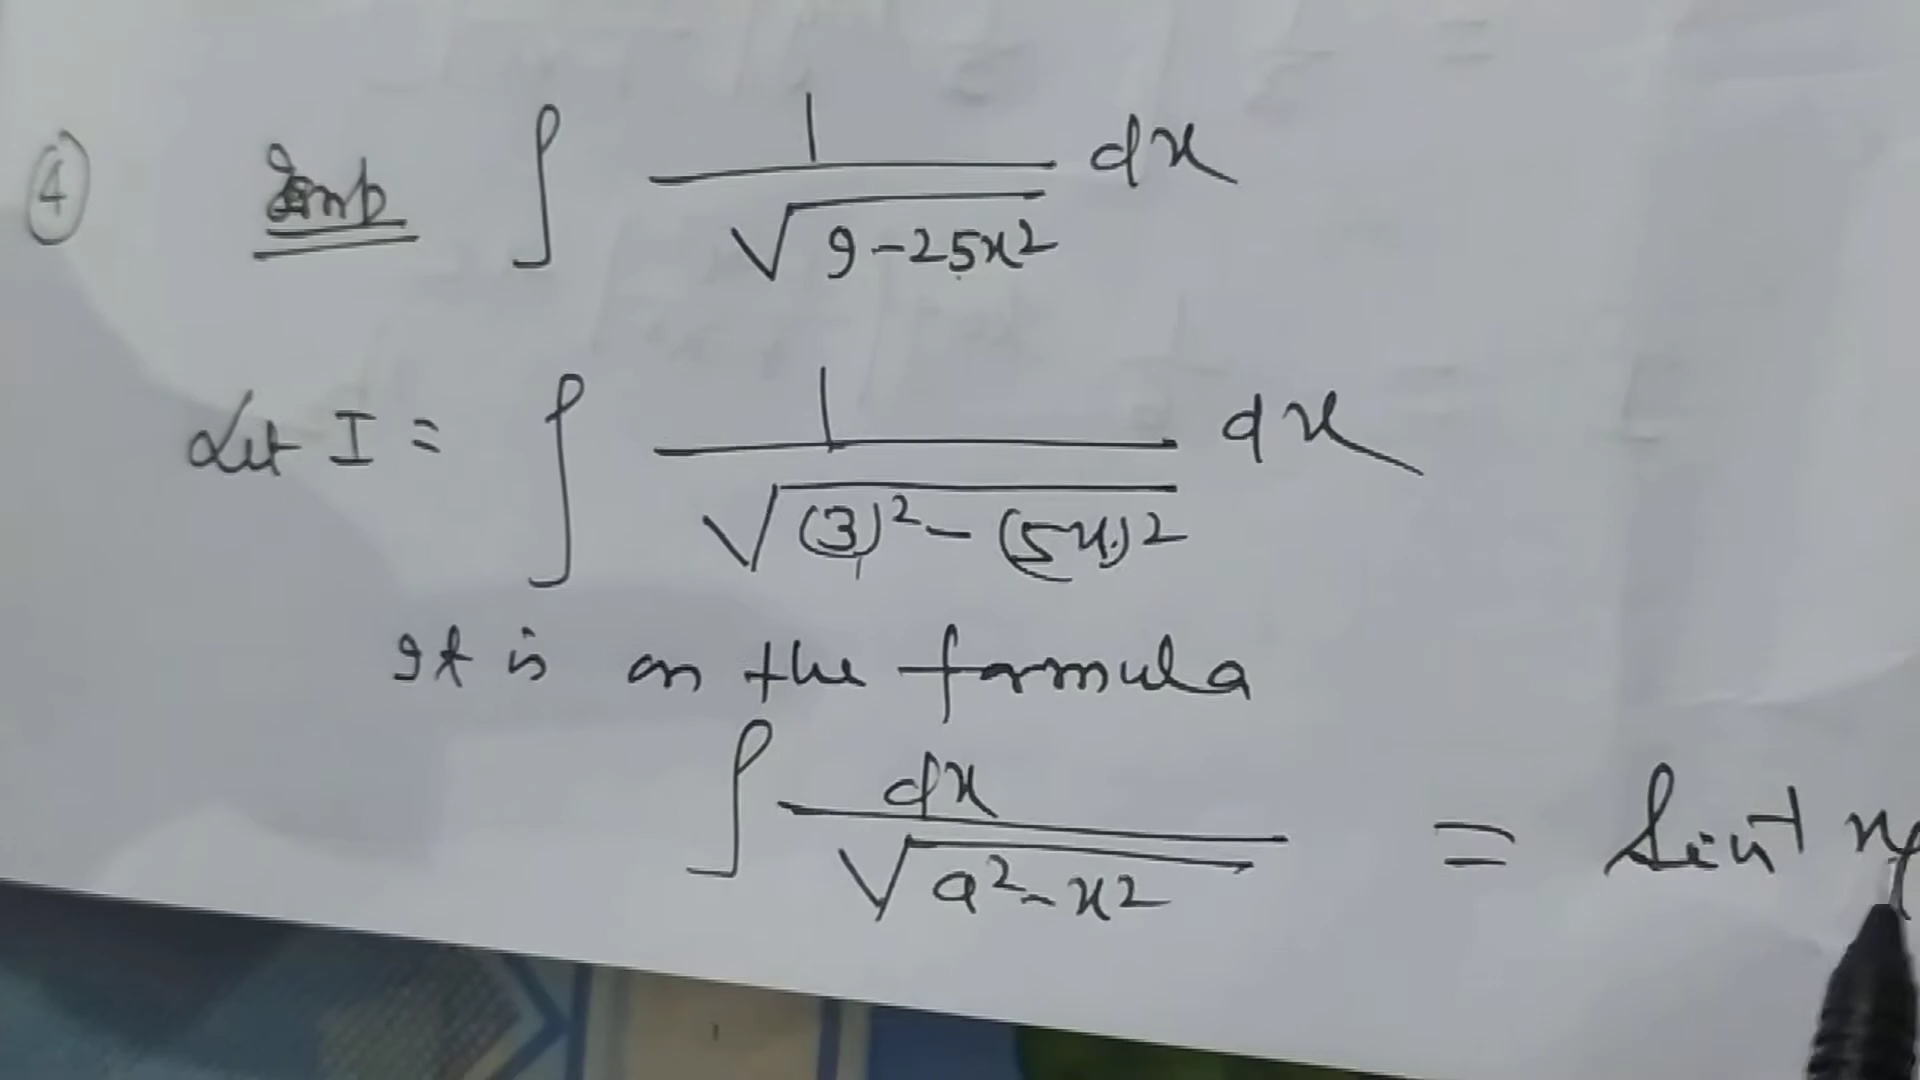 ④ Imp ∫ 1/√(9-25x²) dx
Let I = ∫ 1/√((3)² - (5x)²) dx
It is on the formula
∫ dx/√(a²-x²) = Sin⁻¹ x/